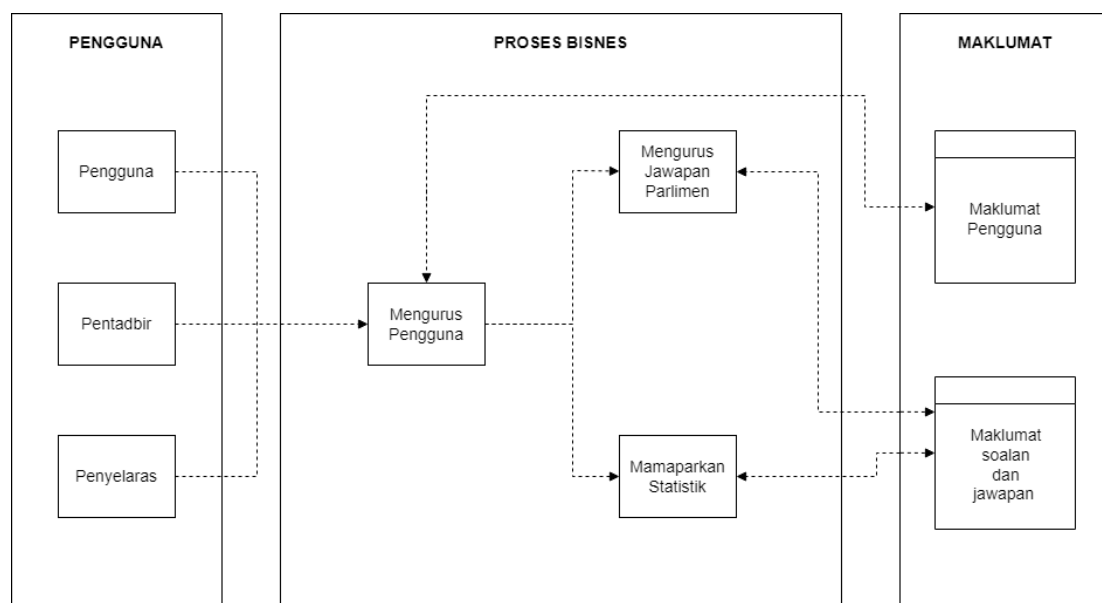 PENGGUNA
PROSES BISNES
MAKLUMAT
Pengguna
Pentadbir
Penyelaras
Mengurus
Pengguna
Mengurus
Jawapan
Parlimen
Mamaparkan
Statistik
Maklumat
Pengguna
Maklumat
soalan
dan
jawapan